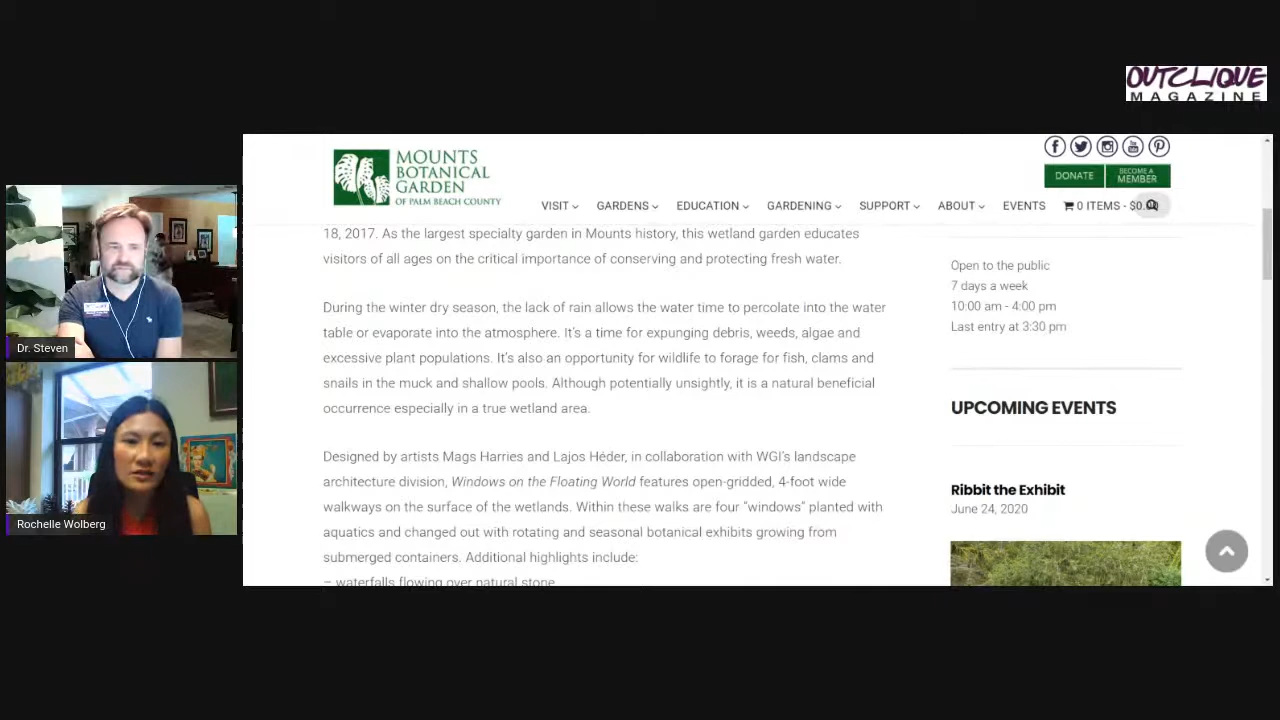 OUTCLIQUE
MAGAZINE
MOUNTS
BOTANICAL
GARDEN
OF PALM BEACH COUNTY
DONATE
BECOME A
MEMBER
VISIT
GARDENS
EDUCATION
GARDENING
SUPPORT
ABOUT
EVENTS
0 ITEMS - $0.
18, 2017. As the largest specialty garden in Mounts history, this wetland garden educates
visitors of all ages on the critical importance of conserving and protecting fresh water.
During the winter dry season, the lack of rain allows the water time to percolate into the water
table or evaporate into the atmosphere. It's a time for expunging debris, weeds, algae and
excessive plant populations. It's also an opportunity for wildlife to forage for fish, clams and
snails in the muck and shallow pools. Although potentially unsightly, it is a natural beneficial
occurrence especially in a true wetland area.
Designed by artists Mags Harries and Lajos Héder, in collaboration with WGI's landscape
architecture division, Windows on the Floating World features open-gridded, 4-foot wide
walkways on the surface of the wetlands. Within these walks are four "windows" planted with
aquatics and changed out with rotating and seasonal botanical exhibits growing from
submerged containers. Additional highlights include:
– waterfalls flowing over natural stone
Open to the public
7 days a week
10:00 am - 4:00 pm
Last entry at 3:30 pm
UPCOMING EVENTS
Ribbit the Exhibit
June 24, 2020
Dr. Steven
Rochelle Wolberg